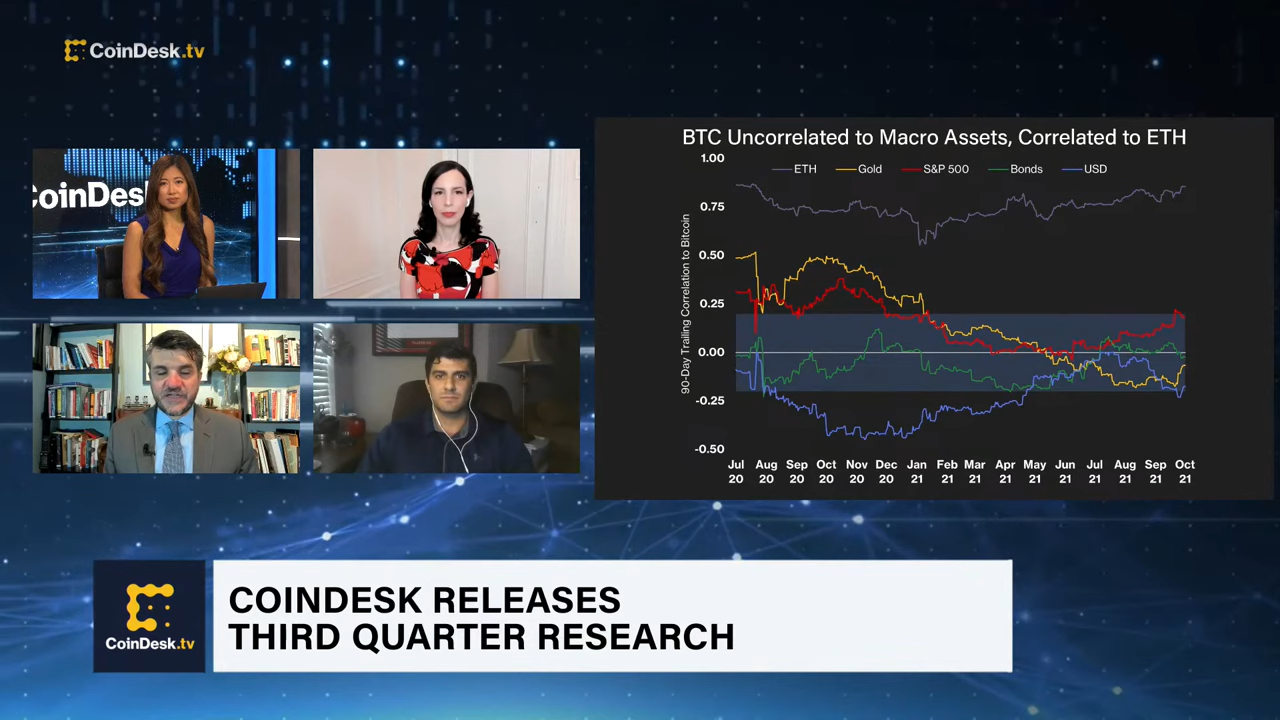 CoinDesk.tv
CoinDes
BTC Uncorrelated to Macro Assets, Correlated to ETH
ETH Gold S&P 500 Bonds USD
90-Day Trailing Correlation to Bitcoin
1.00
0.75
0.50
0.25
0.00
-0.25
-0.50
Jul Aug Sep Oct Nov Dec Jan Feb Mar Apr May Jun Jul Aug Sep Oct
20 20 20 20 20 20 21 21 21 21 21 21 21 21 21 21
COINDESK RELEASES
THIRD QUARTER RESEARCH
CoinDesk.tv